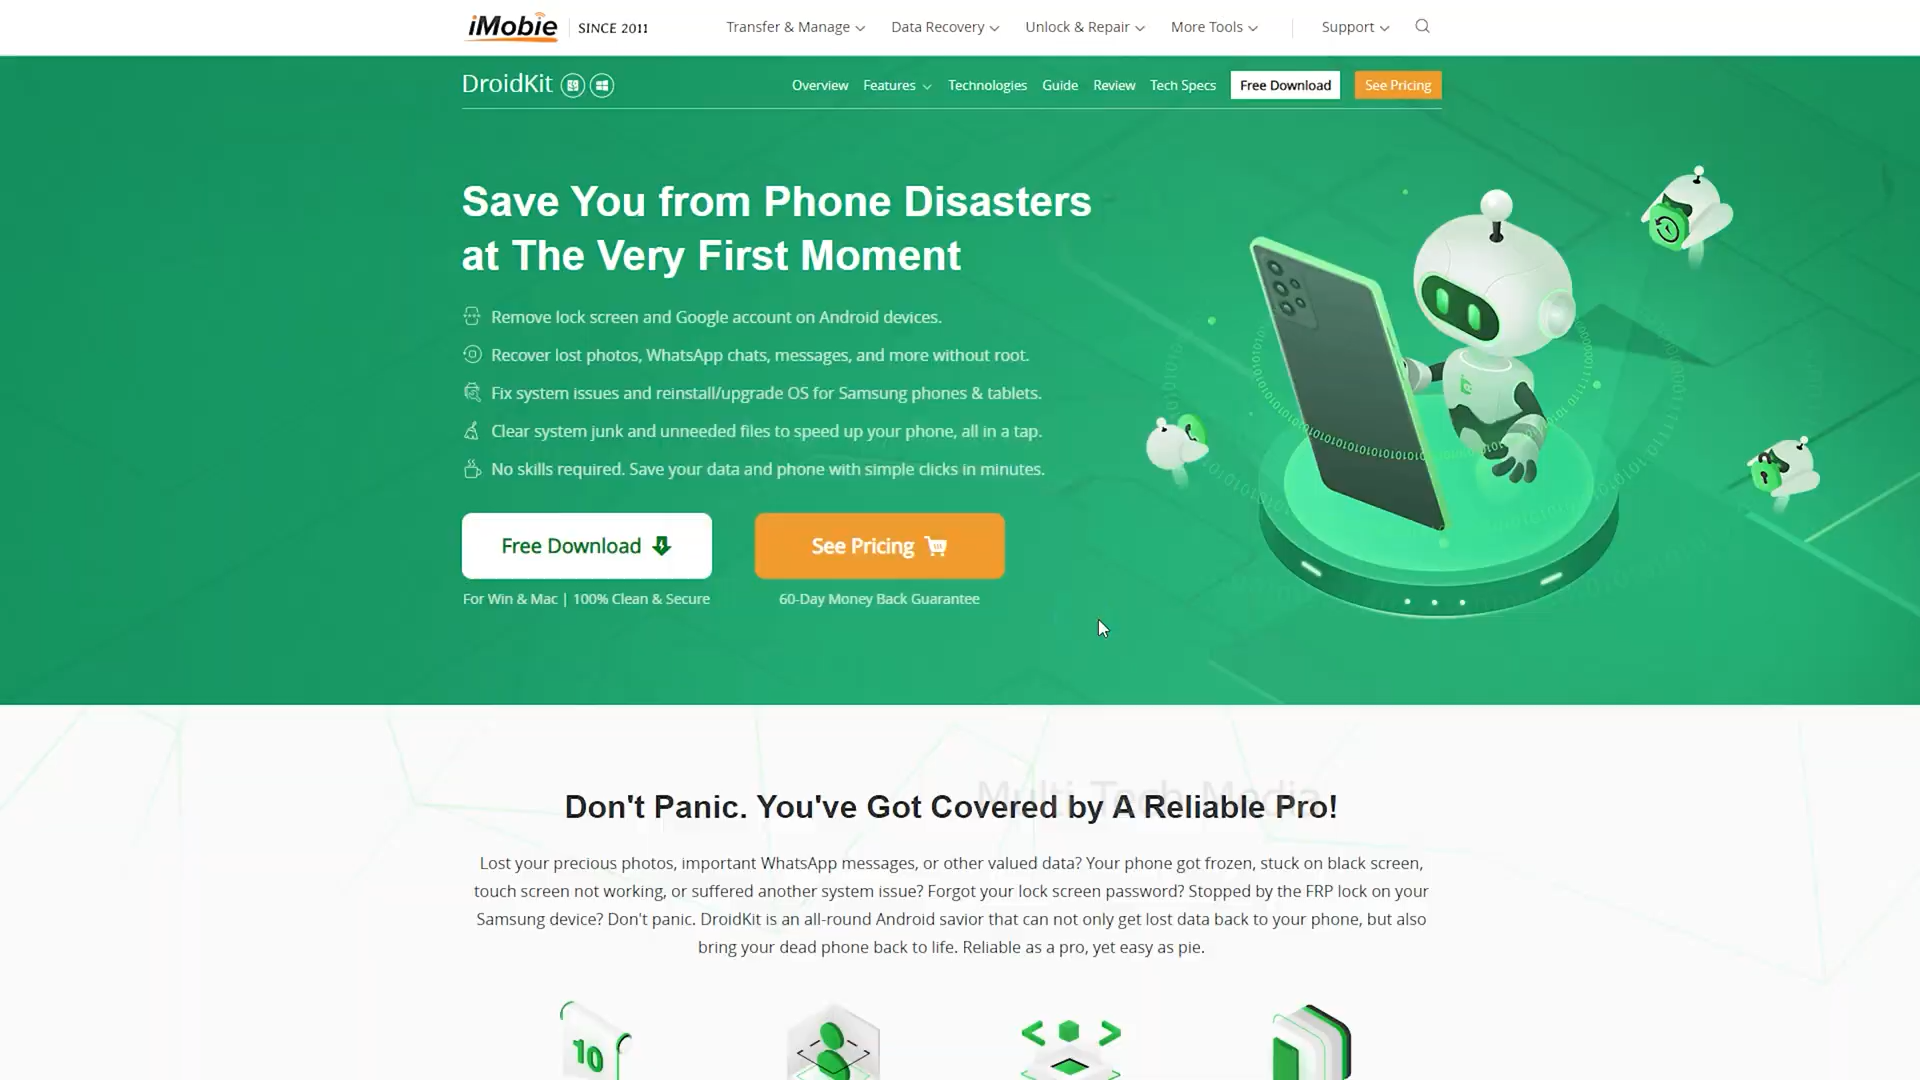 iMobie SINCE 2011 Transfer & Manage Data Recovery Unlock & Repair More Tools Support
DroidKit Overview Features Technologies Guide Review Tech Specs Free Download See Pricing
Save You from Phone Disasters
at The Very First Moment
Remove lock screen and Google account on Android devices.
Recover lost photos, WhatsApp chats, messages, and more without root.
Fix system issues and reinstall/upgrade OS for Samsung phones & tablets.
Clear system junk and unneeded files to speed up your phone, all in a tap.
No skills required. Save your data and phone with simple clicks in minutes.
Free Download See Pricing
For Win & Mac | 100% Clean & Secure 60-Day Money Back Guarantee
Multi Tech Media
Don't Panic. You've Got Covered by A Reliable Pro!
Lost your precious photos, important WhatsApp messages, or other valued data? Your phone got frozen, stuck on black screen,
touch screen not working, or suffered another system issue? Forgot your lock screen password? Stopped by the FRP lock on your
Samsung device? Don't panic. DroidKit is an all-round Android savior that can not only get lost data back to your phone, but also
bring your dead phone back to life. Reliable as a pro, yet easy as pie.
10